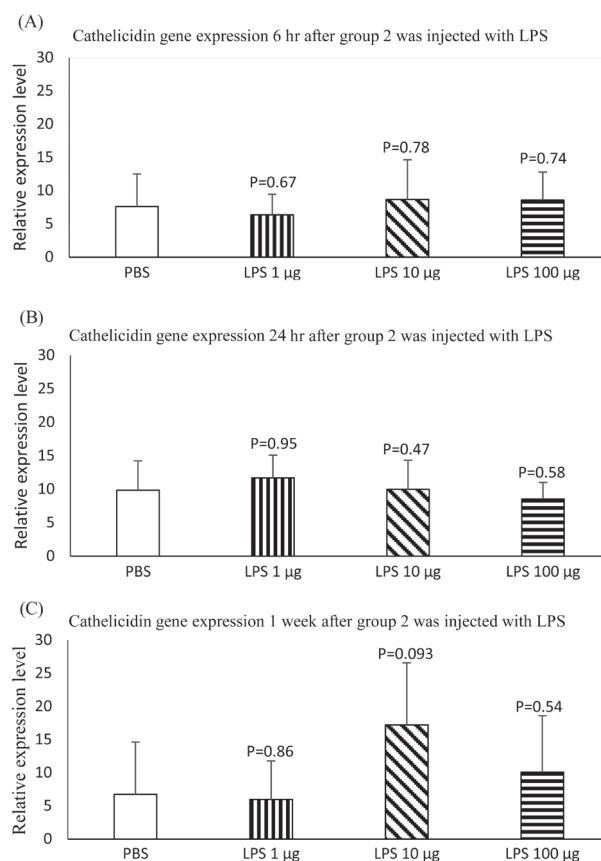 (A)
Cathelicidin gene expression 6 hr after group 2 was injected with LPS
Relative expression level
30
25
20
15
10
5
0
P=0.67
P=0.78
P=0.74
PBS LPS 1 µg LPS 10 µg LPS 100 µg
(B)
Cathelicidin gene expression 24 hr after group 2 was injected with LPS
Relative expression level
30
25
20
15
10
5
0
P=0.95
P=0.47
P=0.58
PBS LPS 1 µg LPS 10 µg LPS 100 µg
(C)
Cathelicidin gene expression 1 week after group 2 was injected with LPS
Relative expression level
30
25
20
15
10
5
0
P=0.86
P=0.093
P=0.54
PBS LPS 1 µg LPS 10 µg LPS 100 µg